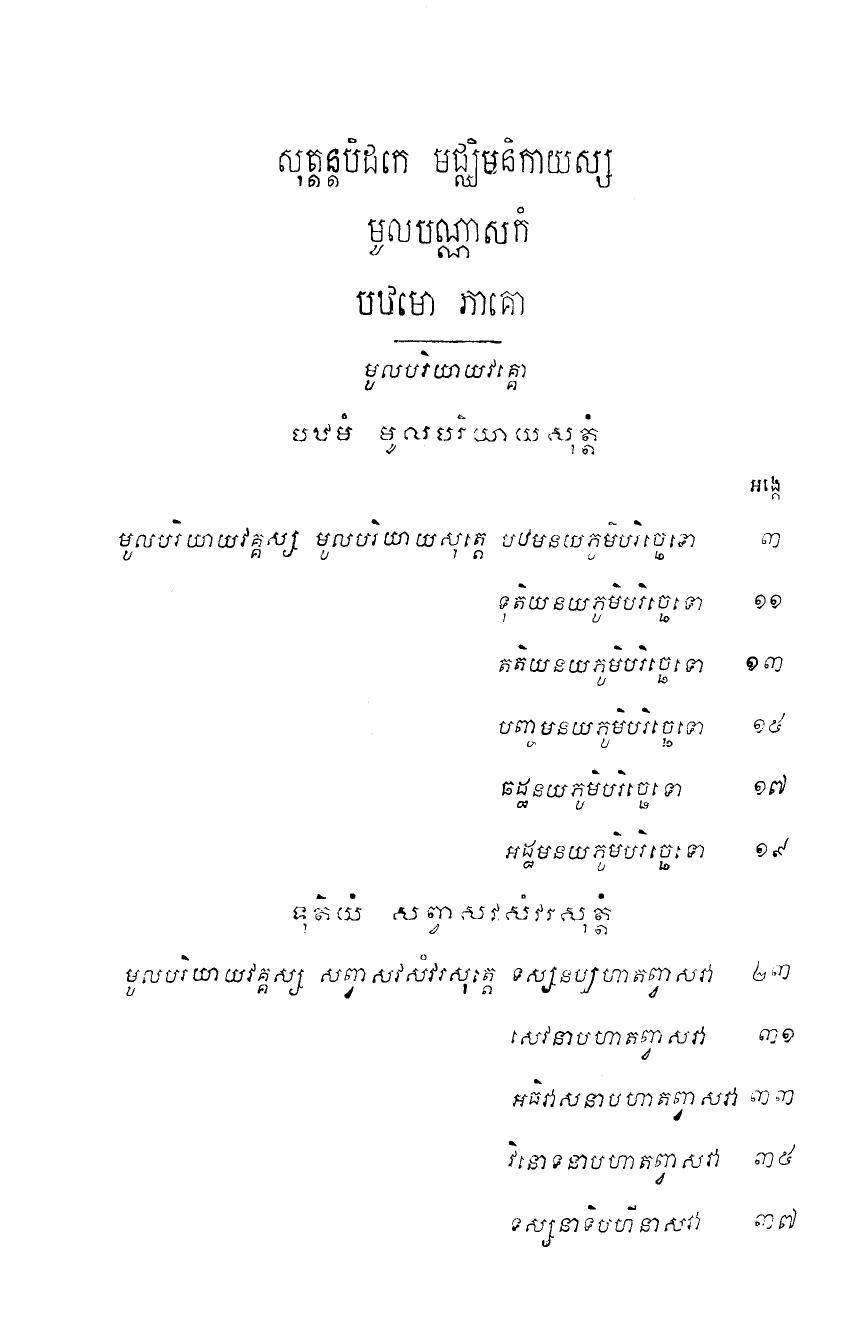 សុត្តន្តបិដកេ មជ្ឈិមនិកាយស្ស
មូលបណ្ណាសកំ
បឋមោ ភាគោ
មូលបរិយាយវគ្គោ
បឋមំ មូលបរិយាយសុត្តំ
អង្កេ
មូលបរិយាយវគ្គស្ស មូលបរិយាយសុត្តេ បឋមនយភូមិបរិច្ឆេទោ ៣
ទុតិយនយភូមិបរិច្ឆេទោ ១១
តតិយនយភូមិបរិច្ឆេទោ ១៣
បញ្ចមនយភូមិបរិច្ឆេទោ ១៥
ឆដ្ឋនយភូមិបរិច្ឆេទោ ១៧
អដ្ឋមនយភូមិបរិច្ឆេទោ ១៩
ទុតិយំ សព្វាសវសំវរសុត្តំ
មូលបរិយាយវគ្គស្ស សព្វាសវសំវរសុត្តេ ទស្សនប្បហាតព្វាសវា ២៣
សេវនាបហាតព្វាសវា ៣១
អធិវាសនាបហាតព្វាសវា ៣៣
វិនោទនាបហាតព្វាសវា ៣៥
ទស្សនាទិបហីនាសវា ៣៧